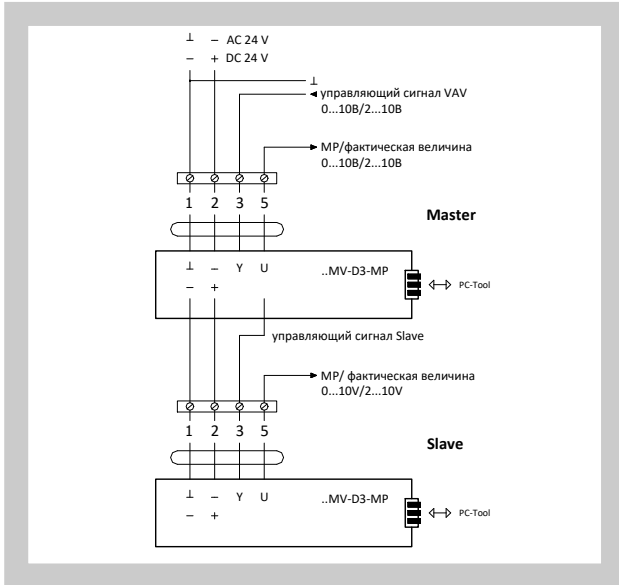 ⊥ – AC 24 V
– + DC 24 V
⊥
управляющий сигнал VAV
0...10В/2...10В
MP/фактическая величина
0...10В/2...10В
1 2 3 5
Master
⊥ – Y U ..MV-D3-MP
– +
PC-Tool
управляющий сигнал Slave
MP/ фактическая величина
0...10V/2...10V
1 2 3 5
Slave
⊥ – Y U ..MV-D3-MP
– +
PC-Tool